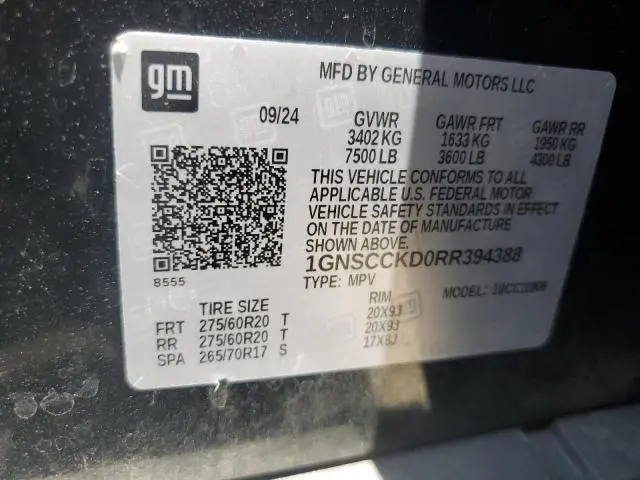 gm
MFD BY GENERAL MOTORS LLC
09/24
GVWR GAWR FRT GAWR RR
3402 KG 1633 KG 1950 KG
7500 LB 3600 LB 4300 LB
THIS VEHICLE CONFORMS TO ALL
APPLICABLE U.S. FEDERAL MOTOR
VEHICLE SAFETY STANDARDS IN EFFECT
ON THE DATE OF MANUFACTURE
SHOWN ABOVE.
1GNSCCKD0RR394388
TYPE: MPV MODEL:
8555
TIRE SIZE RIM
FRT 275/60R20 T 20X9J
RR 275/60R20 T 20X9J
SPA 265/70R17 S 17X8J